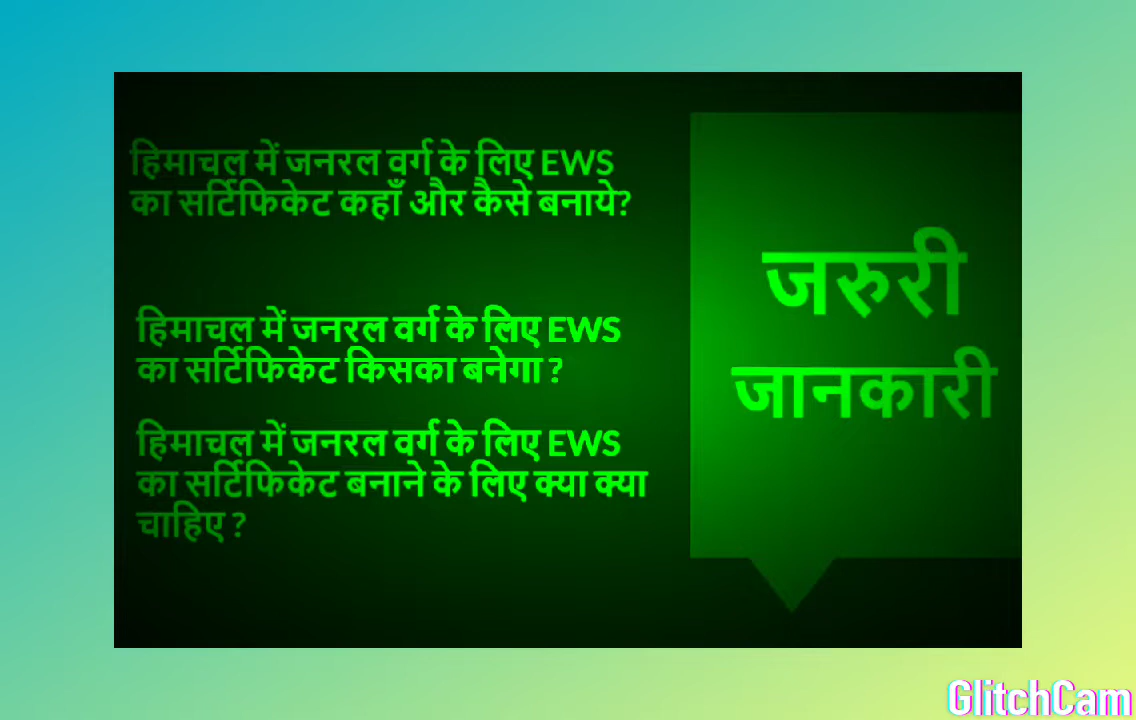 हिमाचल में जनरल वर्ग के लिए EWS
का सर्टिफिकेट कहाँ और कैसे बनाये?
हिमाचल में जनरल वर्ग के लिए EWS
का सर्टिफिकेट किसका बनेगा ?
हिमाचल में जनरल वर्ग के लिए EWS
का सर्टिफिकेट बनाने के लिए क्या क्या
चाहिए ?
जरुरी
जानकारी
GlitchCam